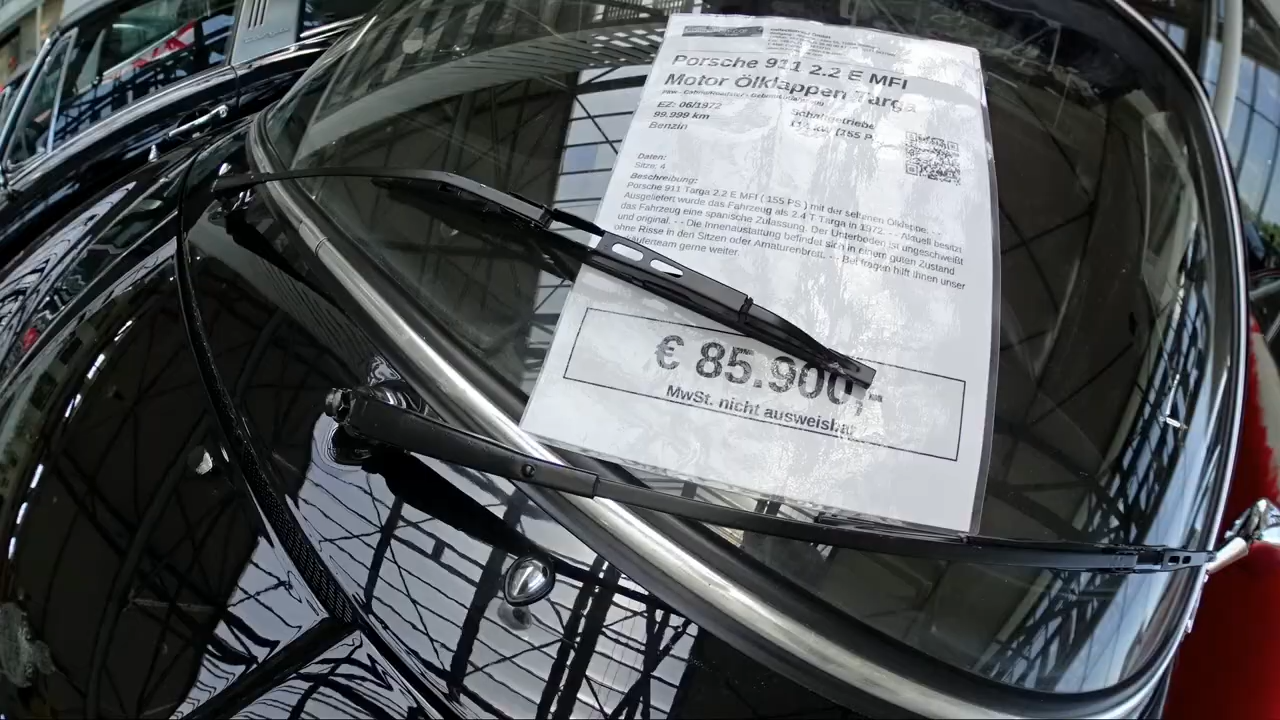 Porsche 911 2.2 E MFI
Motor Ölklappen Targa
EZ: 06/1972
Schaltgetriebe
99.999 km
(155 P
Benzin
Daten:
Sitze: 4
Beschreibung:
Porsche 911 Targa 2.2 E MFI ( 155 PS ) mit der seltenen Ölklappe. - -
Ausgeliefert wurde das Fahrzeug als 2.4 T Targa in 1972. - - Aktuell besitzt
das Fahrzeug eine spanische Zulassung. Der Unterboden ist ungeschweißt
und original. - - Die Innenaustattung befindet sich in einem guten Zustand
ohne Risse in den Sitzen oder Amaturenbrett. - - Bei fragen hilft Ihnen unser
äuferteam gerne weiter.
€ 85.900,
MwSt. nicht ausweisbar